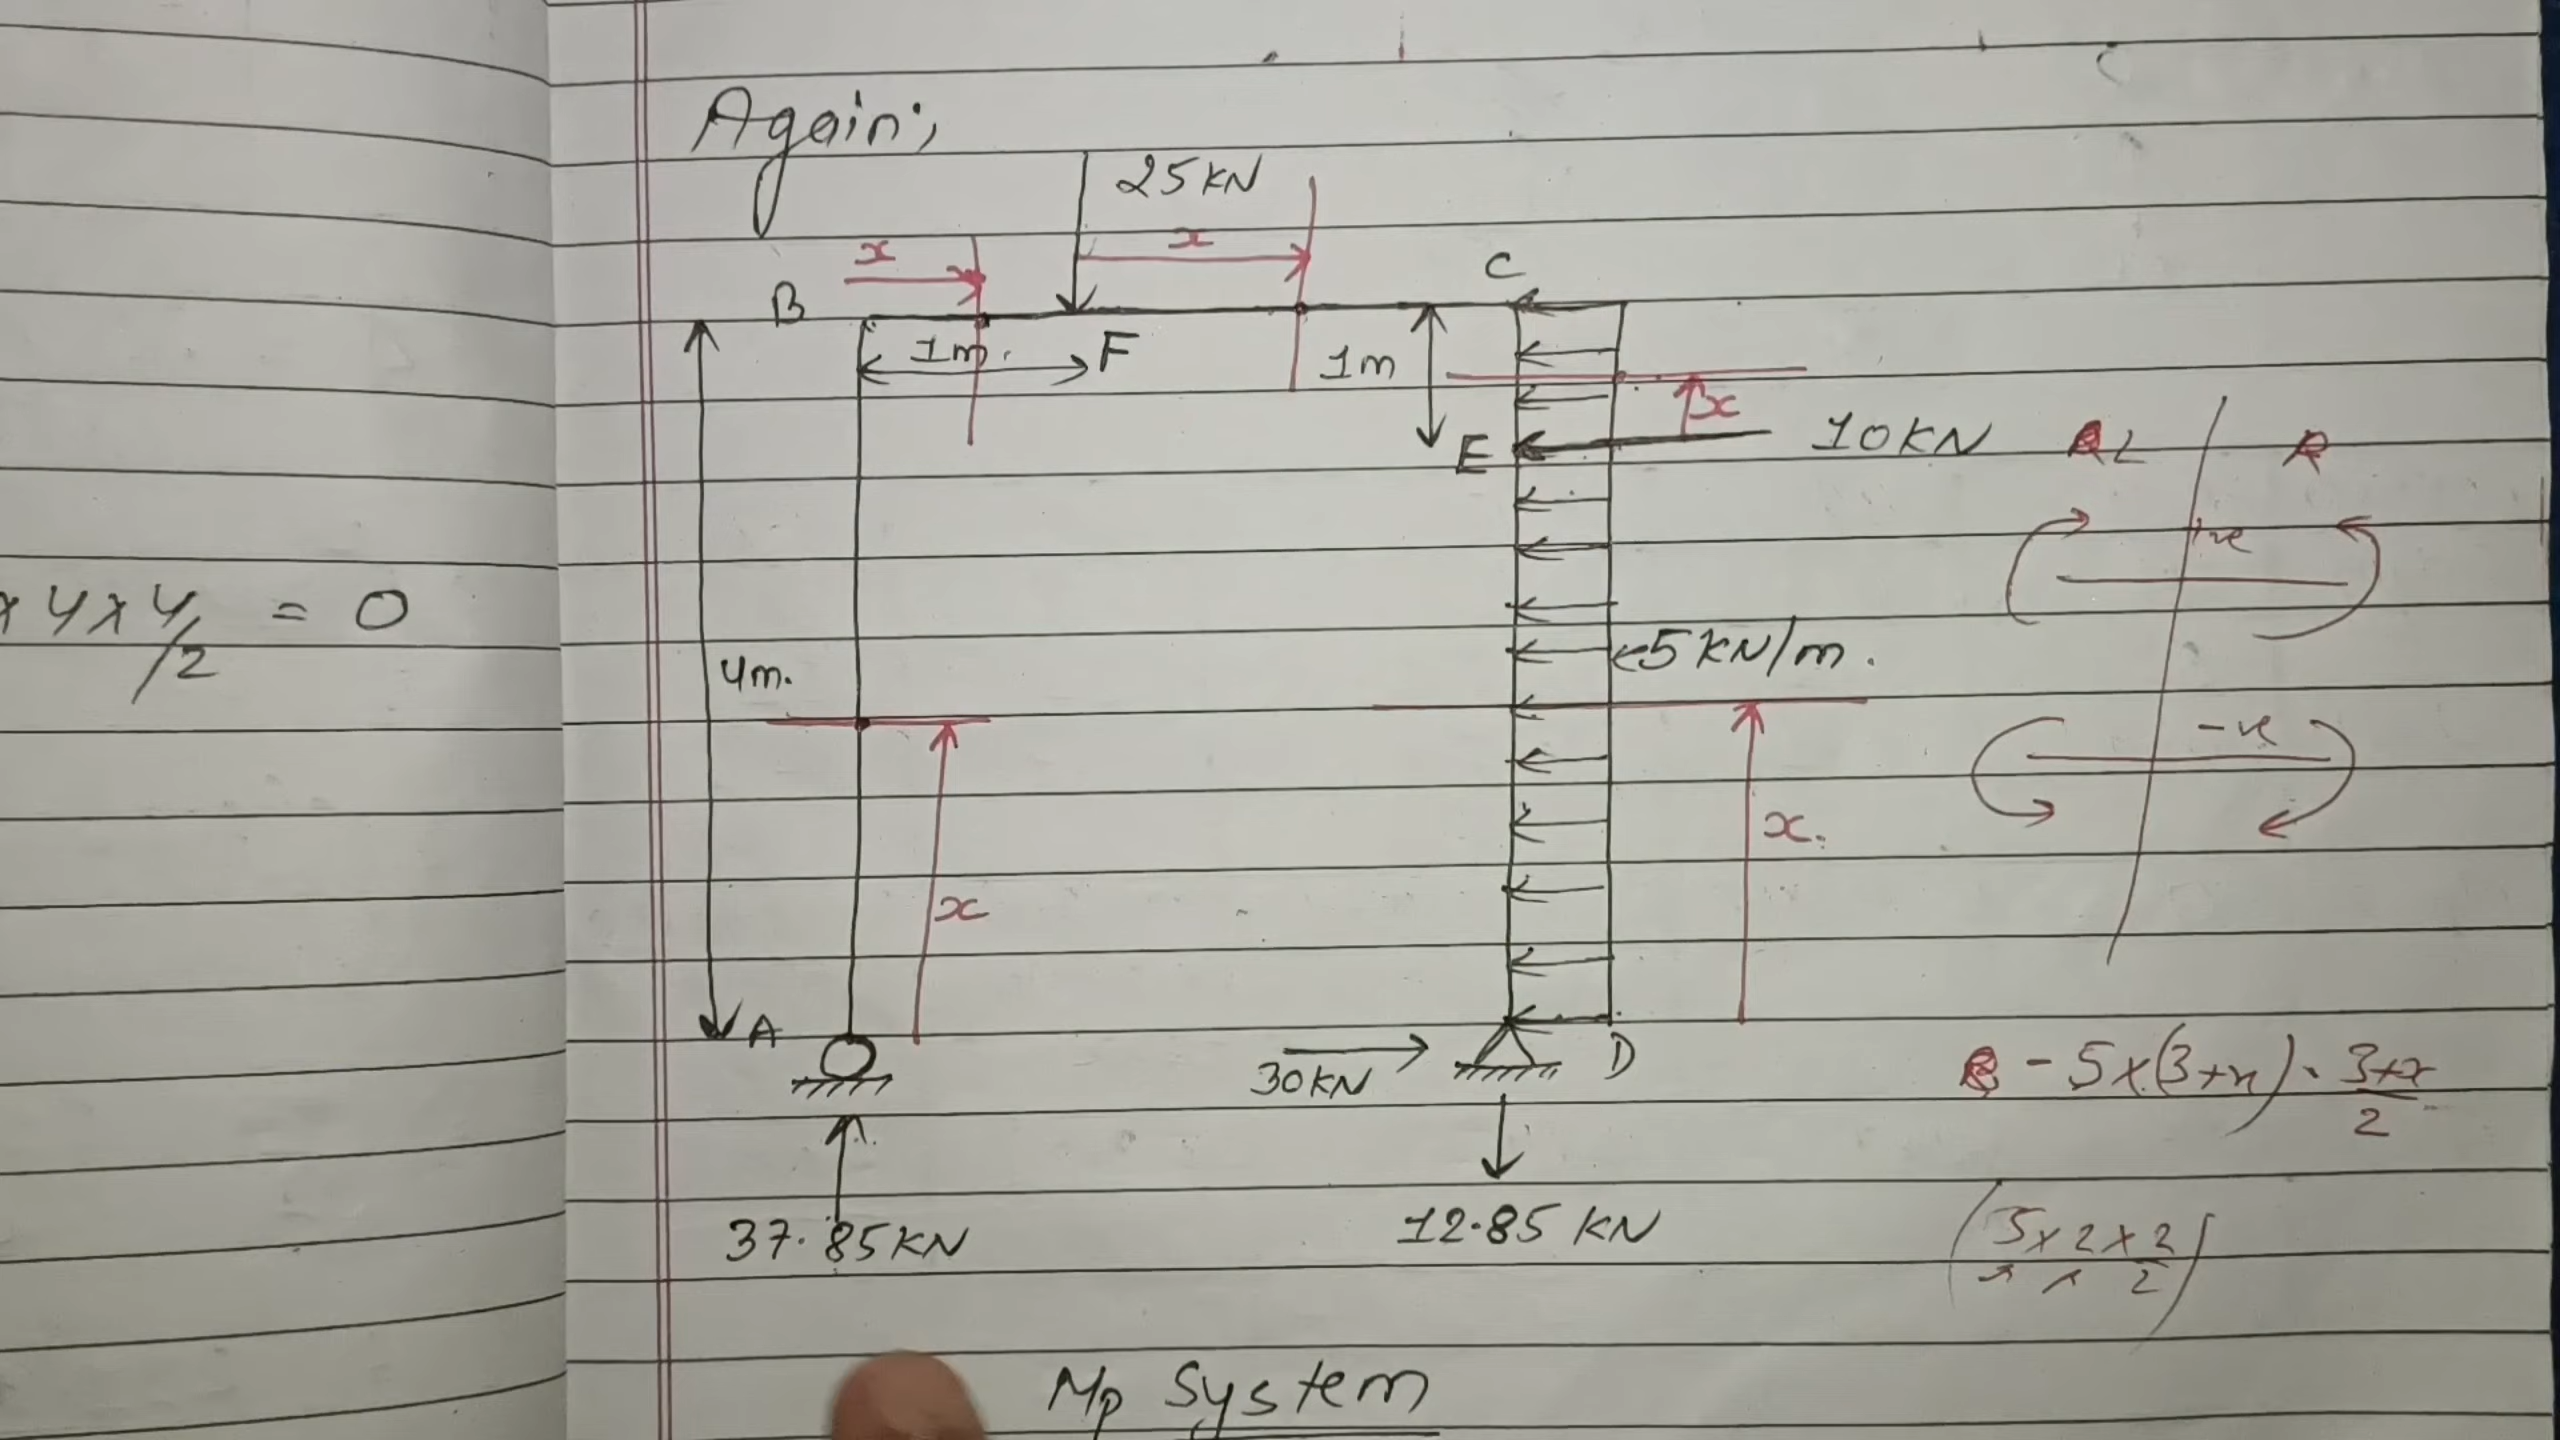 Again;
25KN
x
x
C
B
1m.
F
1m
x
E
10KN
L
R
+ve
x 4 x 4/2 = 0
5KN/m.
4m.
-ve
x.
x
A
30KN
D
- 5x(3+x) . 3+x/2
37.85KN
12.85 KN
(5x2x2/2)
Mp System